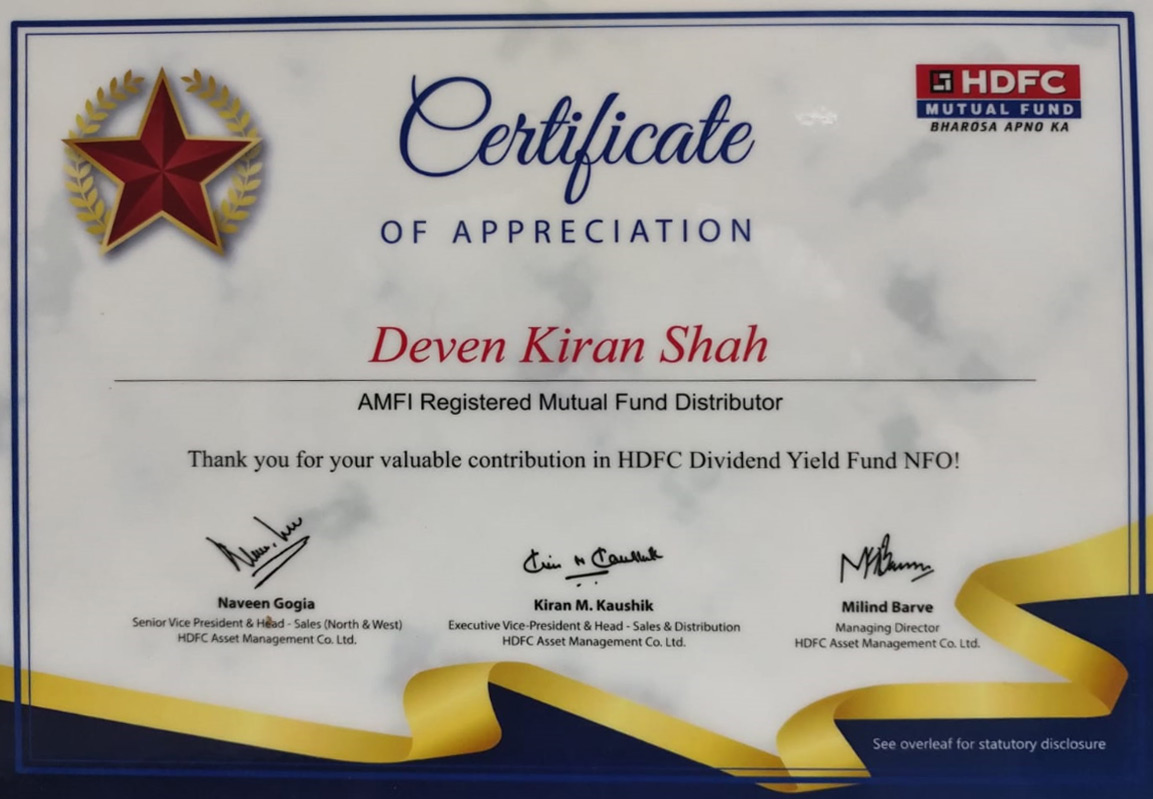 Certificate
OF APPRECIATION
HDFC
MUTUAL FUND
BHAROSA APNO KA
Deven Kiran Shah
AMFI Registered Mutual Fund Distributor
Thank you for your valuable contribution in HDFC Dividend Yield Fund NFO!
Kiran M Kaushik
Naveen Gogia
Senior Vice President & Head - Sales (North & West)
HDFC Asset Management Co. Ltd.
Kiran M. Kaushik
Executive Vice-President & Head - Sales & Distribution
HDFC Asset Management Co. Ltd.
Milind Barve
Managing Director
HDFC Asset Management Co. Ltd.
See overleaf for statutory disclosure